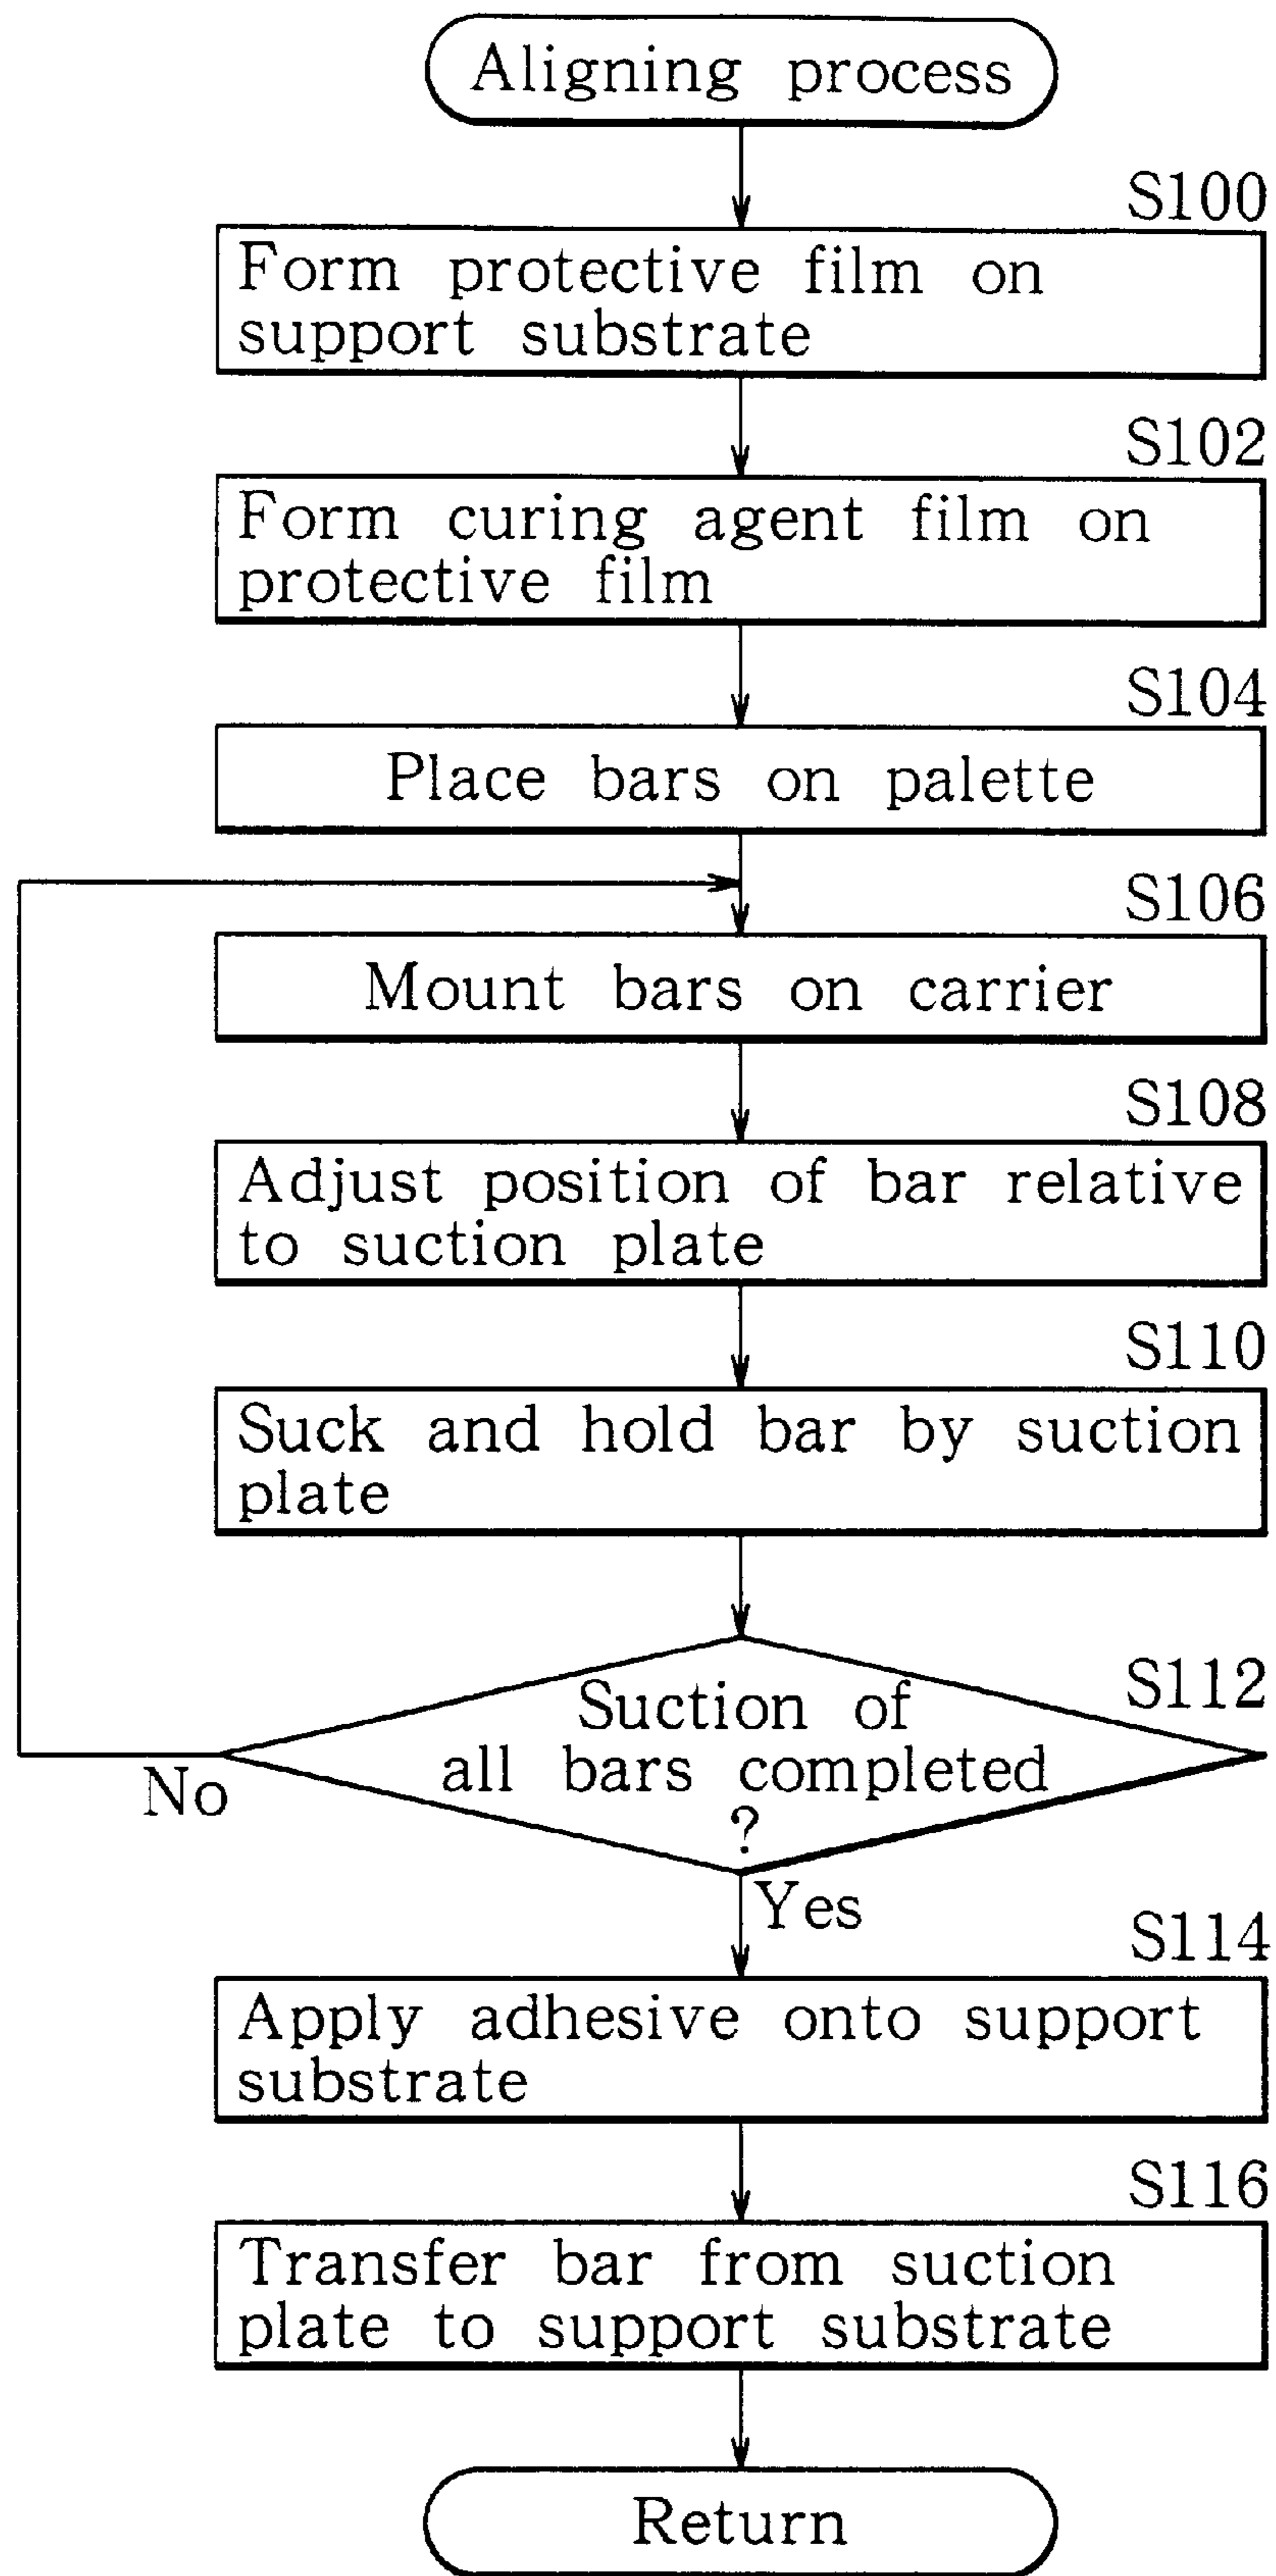 Aligning process
S100
Form protective film on
support substrate
S102
Form curing agent film on
protective film
S104
Place bars on palette
S106
Mount bars on carrier
S108
Adjust position of bar relative
to suction plate
S110
Suck and hold bar by suction
plate
S112
Suction of
all bars completed
?
No
Yes
S114
Apply adhesive onto support
substrate
S116
Transfer bar from suction
plate to support substrate
Return